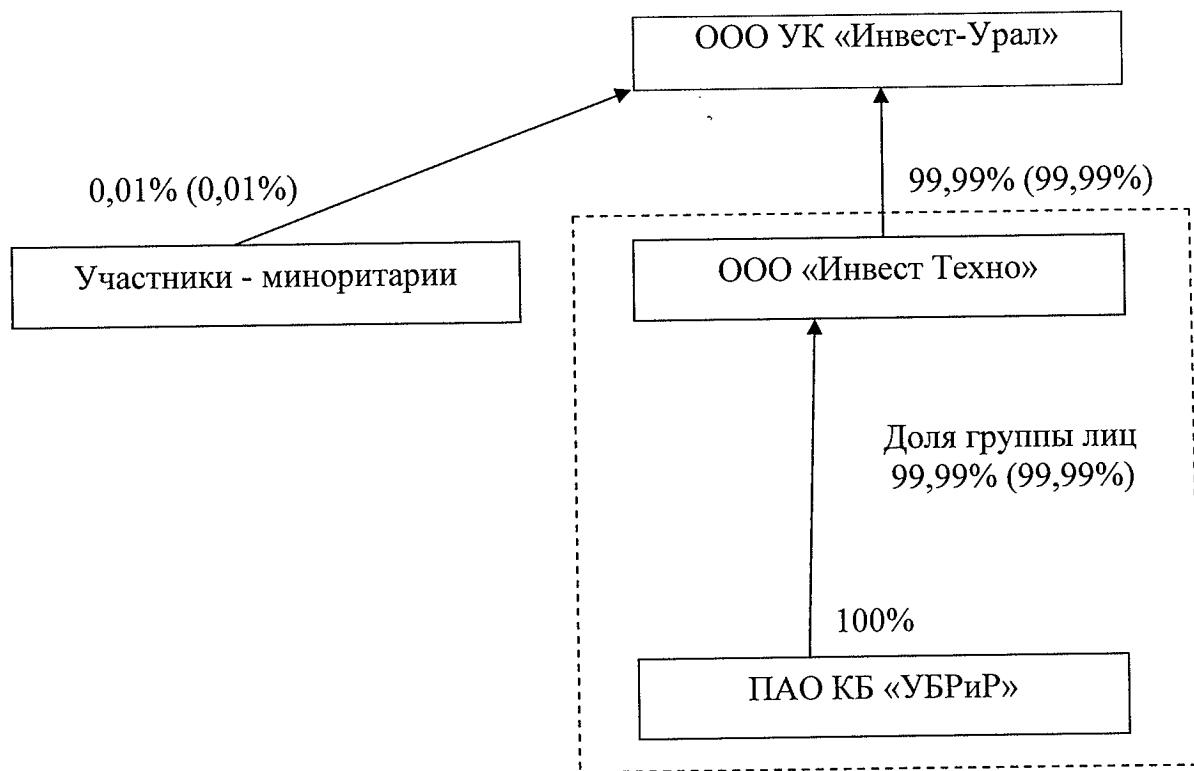 ООО УК «Инвест-Урал»
0,01% (0,01%)
99,99% (99,99%)
Участники - миноритарии
ООО «Инвест Техно»
Доля группы лиц
99,99% (99,99%)
100%
ПАО КБ «УБРиР»